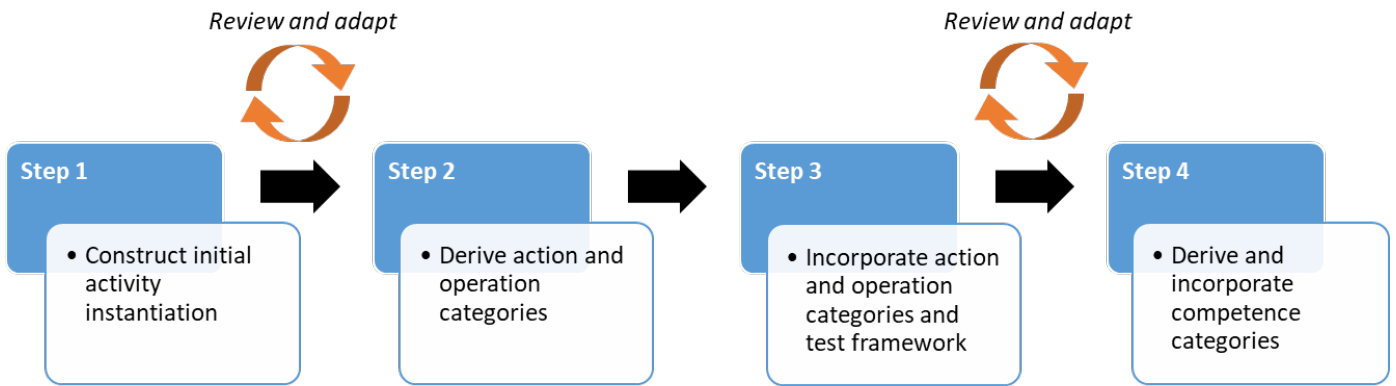 Review and adapt
Review and adapt
Step 1
• Construct initial
activity
instantiation
Step 2
• Derive action and
operation
categories
Step 3
• Incorporate action
and operation
categories and
test framework
Step 4
• Derive and
incorporate
competence
categories